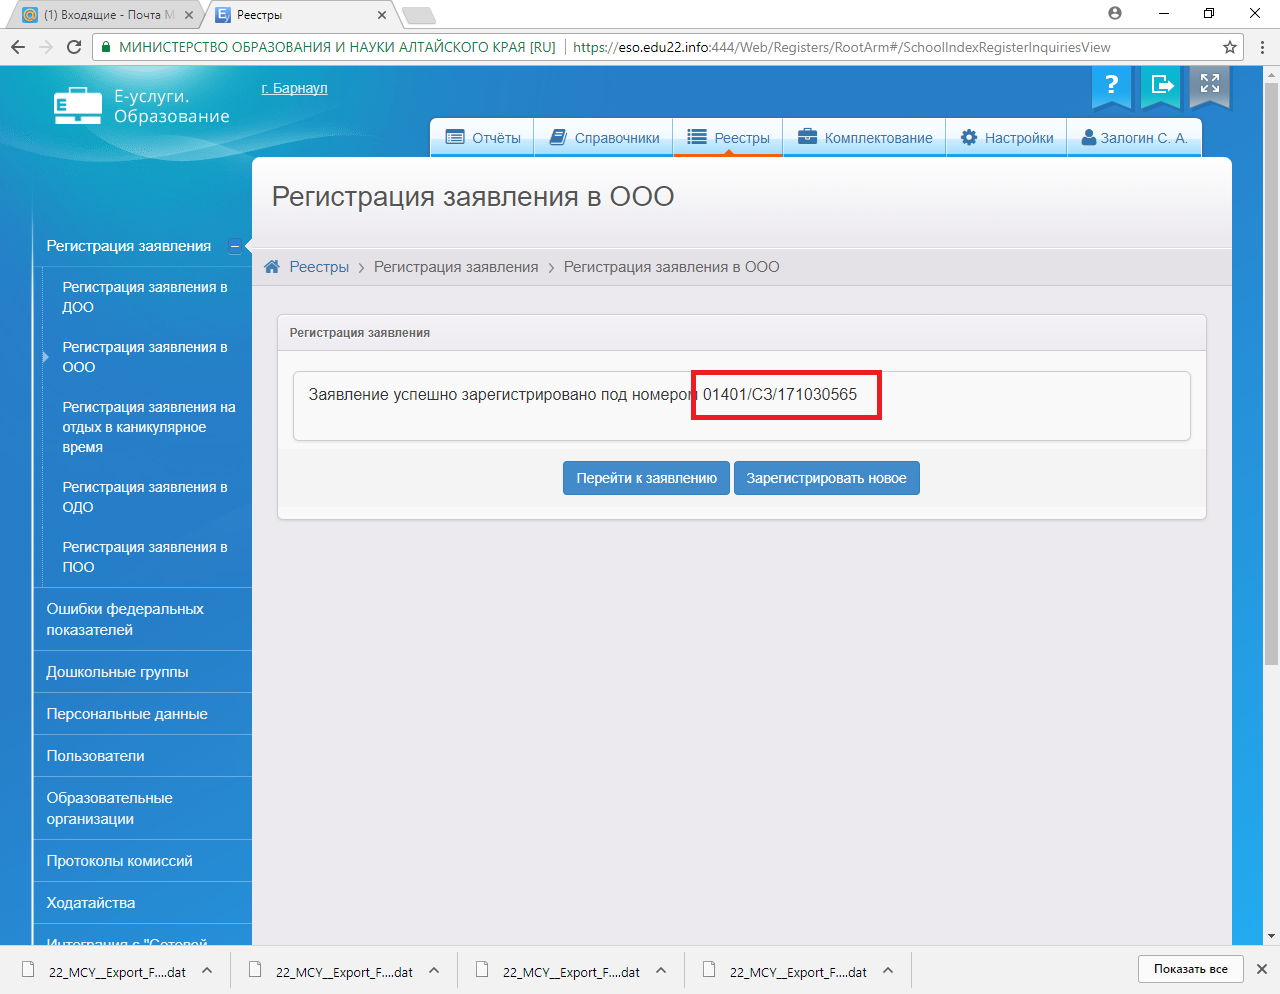 (1) Входящие - Почта M
Реестры
МИНИСТЕРСТВО ОБРАЗОВАНИЯ И НАУКИ АЛТАЙСКОГО КРАЯ [RU]
https://eso.edu22.info:444/Web/Registers/RootArm#/SchoolIndexRegisterInquiriesView
Е-услуги.
Образование
г. Барнаул
?
Отчёты
Справочники
Реестры
Комплектование
Настройки
Залогин С. А.
Регистрация заявления в ООО
Реестры > Регистрация заявления > Регистрация заявления в ООО
Регистрация заявления
Регистрация заявления в
ДОО
Регистрация заявления в
ООО
Регистрация заявления на
отдых в каникулярное
время
Регистрация заявления в
ОДО
Регистрация заявления в
ПОО
Ошибки федеральных
показателей
Дошкольные группы
Персональные данные
Пользователи
Образовательные
организации
Протоколы комиссий
Ходатайства
Интеграция с "Сетевой
Регистрация заявления
Заявление успешно зарегистрировано под номером 01401/СЗ/171030565
Перейти к заявлению
Зарегистрировать новое
22_MCY__Export_F....dat
22_MCY__Export_F....dat
22_MCY__Export_F....dat
22_MCY__Export_F....dat
Показать все